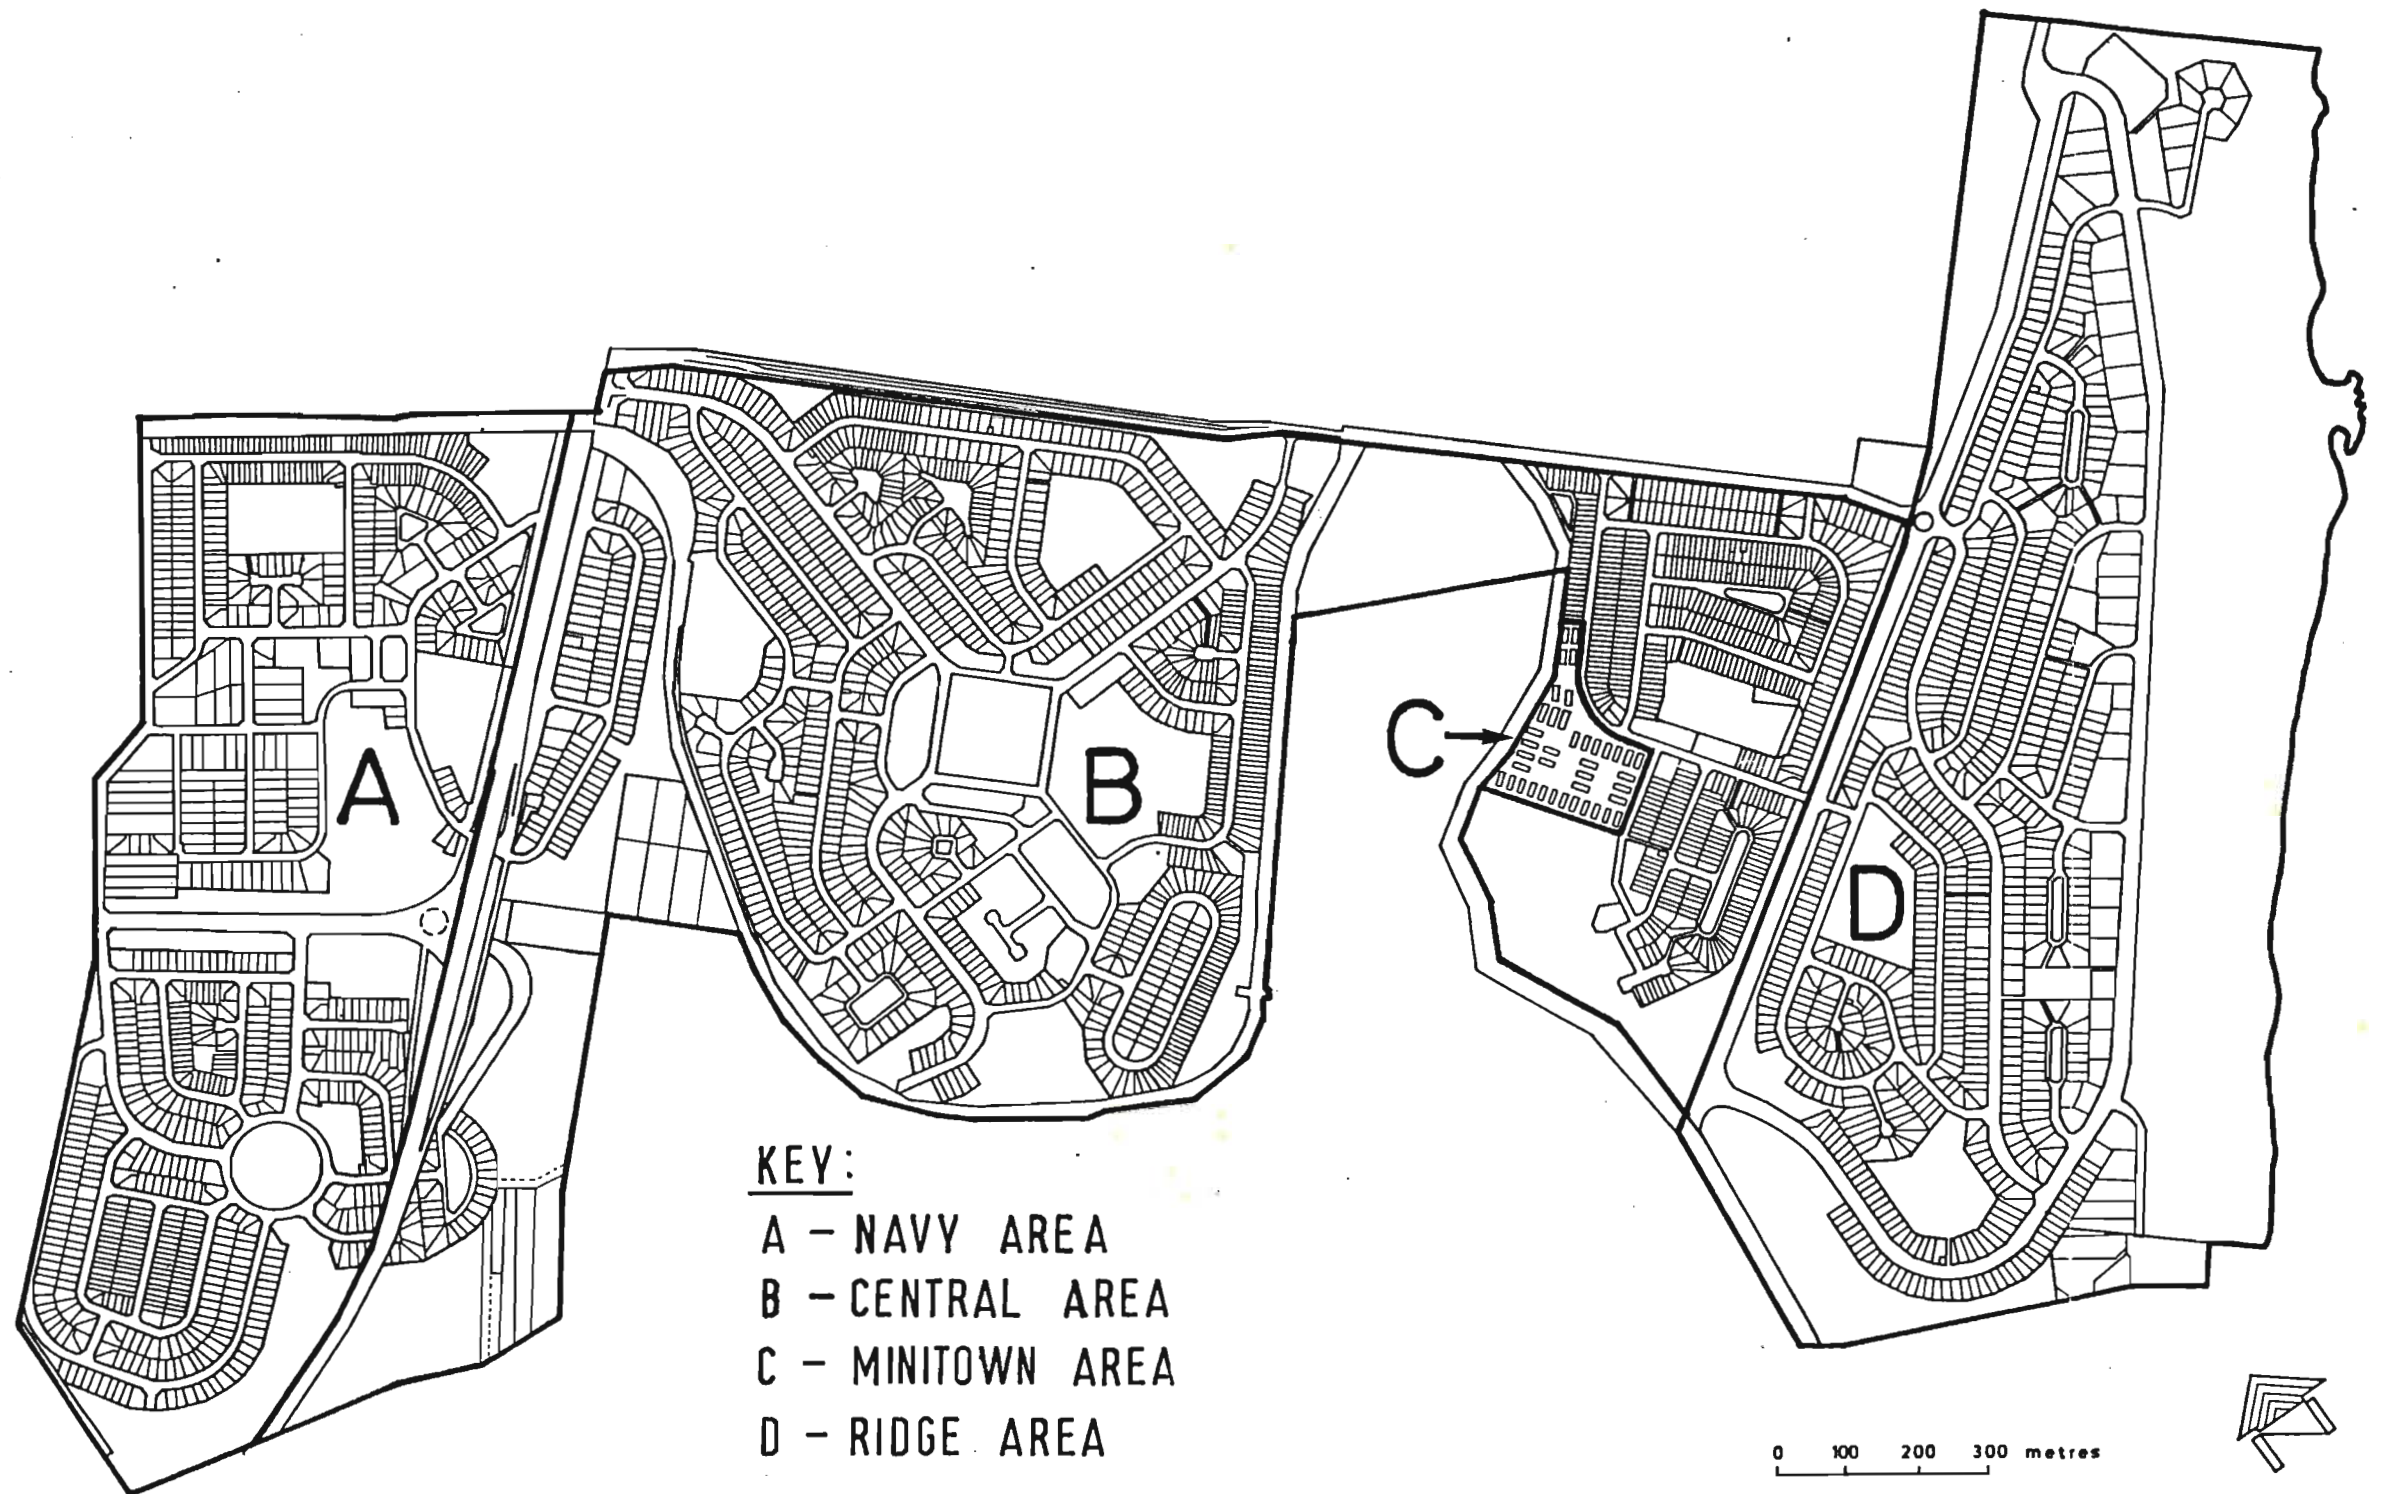 A
B
C
D
KEY:
A - NAVY AREA
B - CENTRAL AREA
C - MINITOWN AREA
D - RIDGE AREA
0 100 200 300 metres